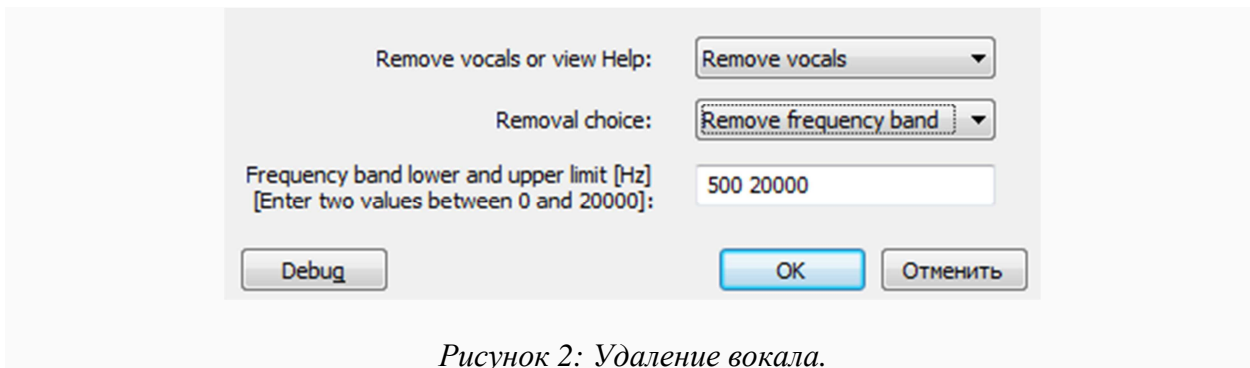 Remove vocals or view Help: Remove vocals
Removal choice: Remove frequency band
Frequency band lower and upper limit [Hz]
[Enter two values between 0 and 20000]: 500 20000
Debug OK Отменить
Рисунок 2: Удаление вокала.